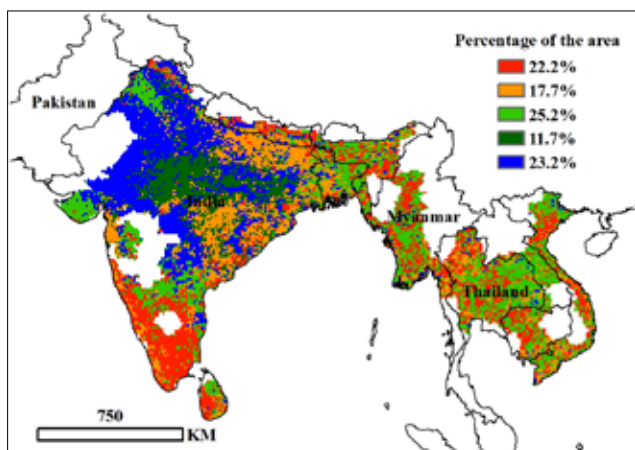 Percentage of the area
22.2%
17.7%
25.2%
11.7%
23.2%
Pakistan
India
Myanmar
Thailand
750
KM